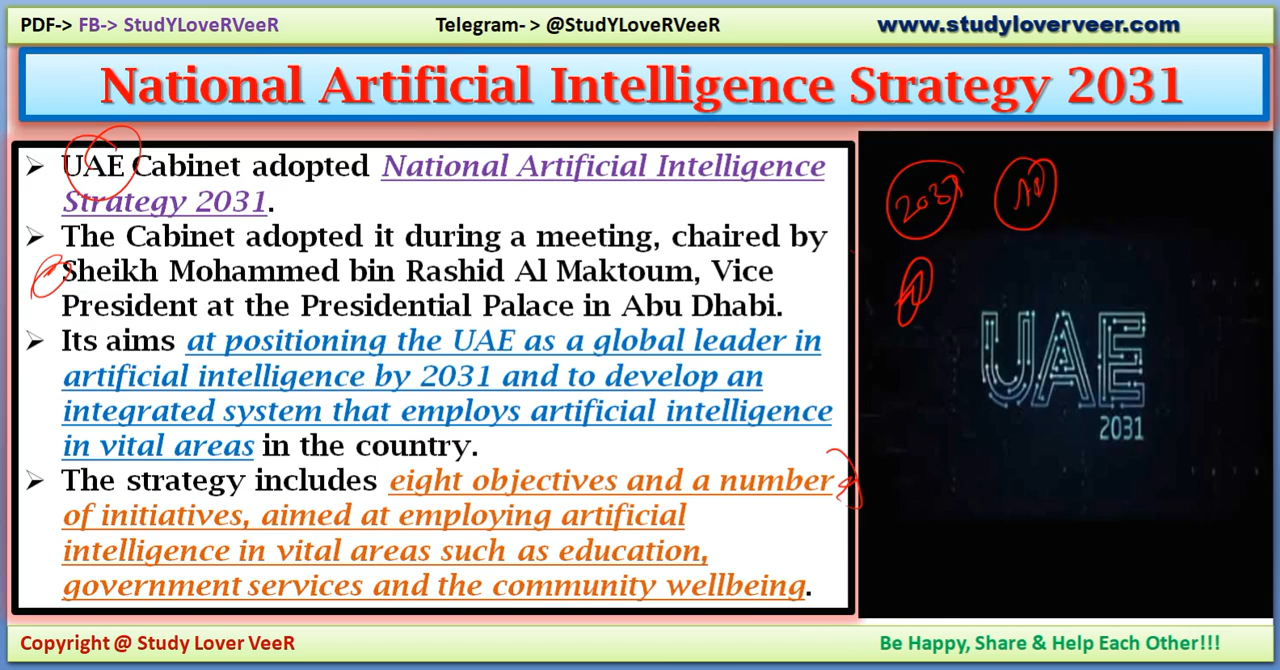 PDF-> FB-> StudYLoveRVeeR Telegram- > @StudYLoveRVeeR www.studyloverveer.com
National Artificial Intelligence Strategy 2031
➢ UAE Cabinet adopted National Artificial Intelligence
Strategy 2031.
➢ The Cabinet adopted it during a meeting, chaired by
Sheikh Mohammed bin Rashid Al Maktoum, Vice
President at the Presidential Palace in Abu Dhabi.
➢ Its aims at positioning the UAE as a global leader in
artificial intelligence by 2031 and to develop an
integrated system that employs artificial intelligence
in vital areas in the country.
➢ The strategy includes eight objectives and a number
of initiatives, aimed at employing artificial
intelligence in vital areas such as education,
government services and the community wellbeing.
2031
UAE
2031
Copyright @ Study Lover VeeR Be Happy, Share & Help Each Other!!!